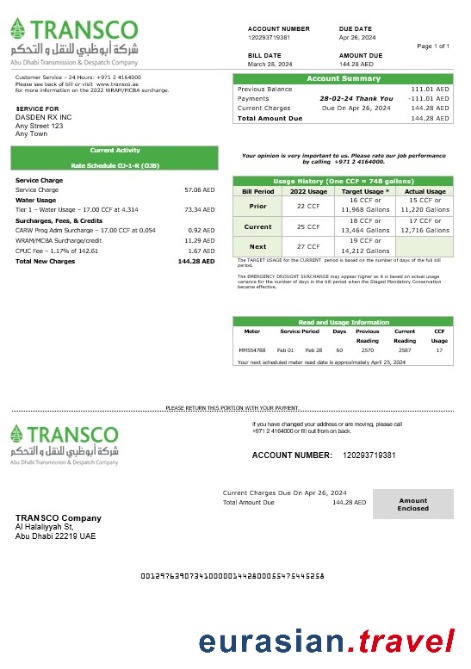 TRANSCO
شركة أبوظبي للنقل والتحكم
Abu Dhabi Transmission & Despatch Company
ACCOUNT NUMBER
120293719381
DUE DATE
Apr 26, 2024
Page 1 of 1
BILL DATE
March 28, 2024
AMOUNT DUE
144.28 AED
Customer Service – 24 Hours: +971 2 4164000
Please see back of bill or visit www.transco.ae
for more information on the 2022 WRAM/MCBA surcharge.
SERVICE FOR
DASDEN RX INC
Any Street 123
Any Town
Account Summary
Previous Balance 111.01 AED
Payments 28-02-24 Thank You -111.01 AED
Current Charges Due On Apr 26, 2024 144.28 AED
Total Amount Due 144.28 AED
Current Activity
Rate Schedule OJ-1-R (OJB)
Service Charge
Service Charge 57.06 AED
Water Usage
Tier 1 – Water Usage – 17.00 CCF at 4.314 73,34 AED
Surcharges, Fees, & Credits
CARW Prog Adm Surcharge – 17.00 CCF at 0.054 0,92 AED
WRAM/MCBA Surcharge/credit 11.29 AED
CPUC Fee – 1.17% of 142.61 1.67 AED
Total New Charges 144.28 AED
Your opinion is very important to us. Please rate our job performance
by calling +971 2 4164000.
Usage History (One CCF = 748 gallons)
Bill Period 2022 Usage Target Usage * Actual Usage
Prior 22 CCF 16 CCF or 11,968 Gallons 15 CCF or 11,220 Gallons
Current 25 CCF 18 CCF or 13,464 Gallons 17 CCF or 12,716 Gallons
Next 27 CCF 19 CCF or 14,212 Gallons
The TARGET USAGE for the CURRENT period is based on the number of days of the full bill
period.
The EMERGENCY DROUGHT SURCHARGE may appear higher as it is based on actual usage
variance for the number of days in the bill period when the Staged Mandatory Conservation
became effective.
Read and Usage Information
Meter Service Period Days Previous Reading Current Reading CCF Usage
MM554788 Feb 01 Feb 28 60 2570 2587 17
Your next scheduled meter read date is approximately April 25, 2024
PLEASE RETURN THIS PORTION WITH YOUR PAYMENT.
TRANSCO
شركة أبوظبي للنقل والتحكم
Abu Dhabi Transmission & Despatch Company
If you have changed your address or are moving, please call
+971 2 4164000 or fill out from on back.
ACCOUNT NUMBER: 120293719381
Current Charges Due On Apr 26, 2024
Total Amount Due 144.28 AED
Amount
Enclosed
TRANSCO Company
Al Halaliyyah St,
Abu Dhabi 22219 UAE
eurasian.travel